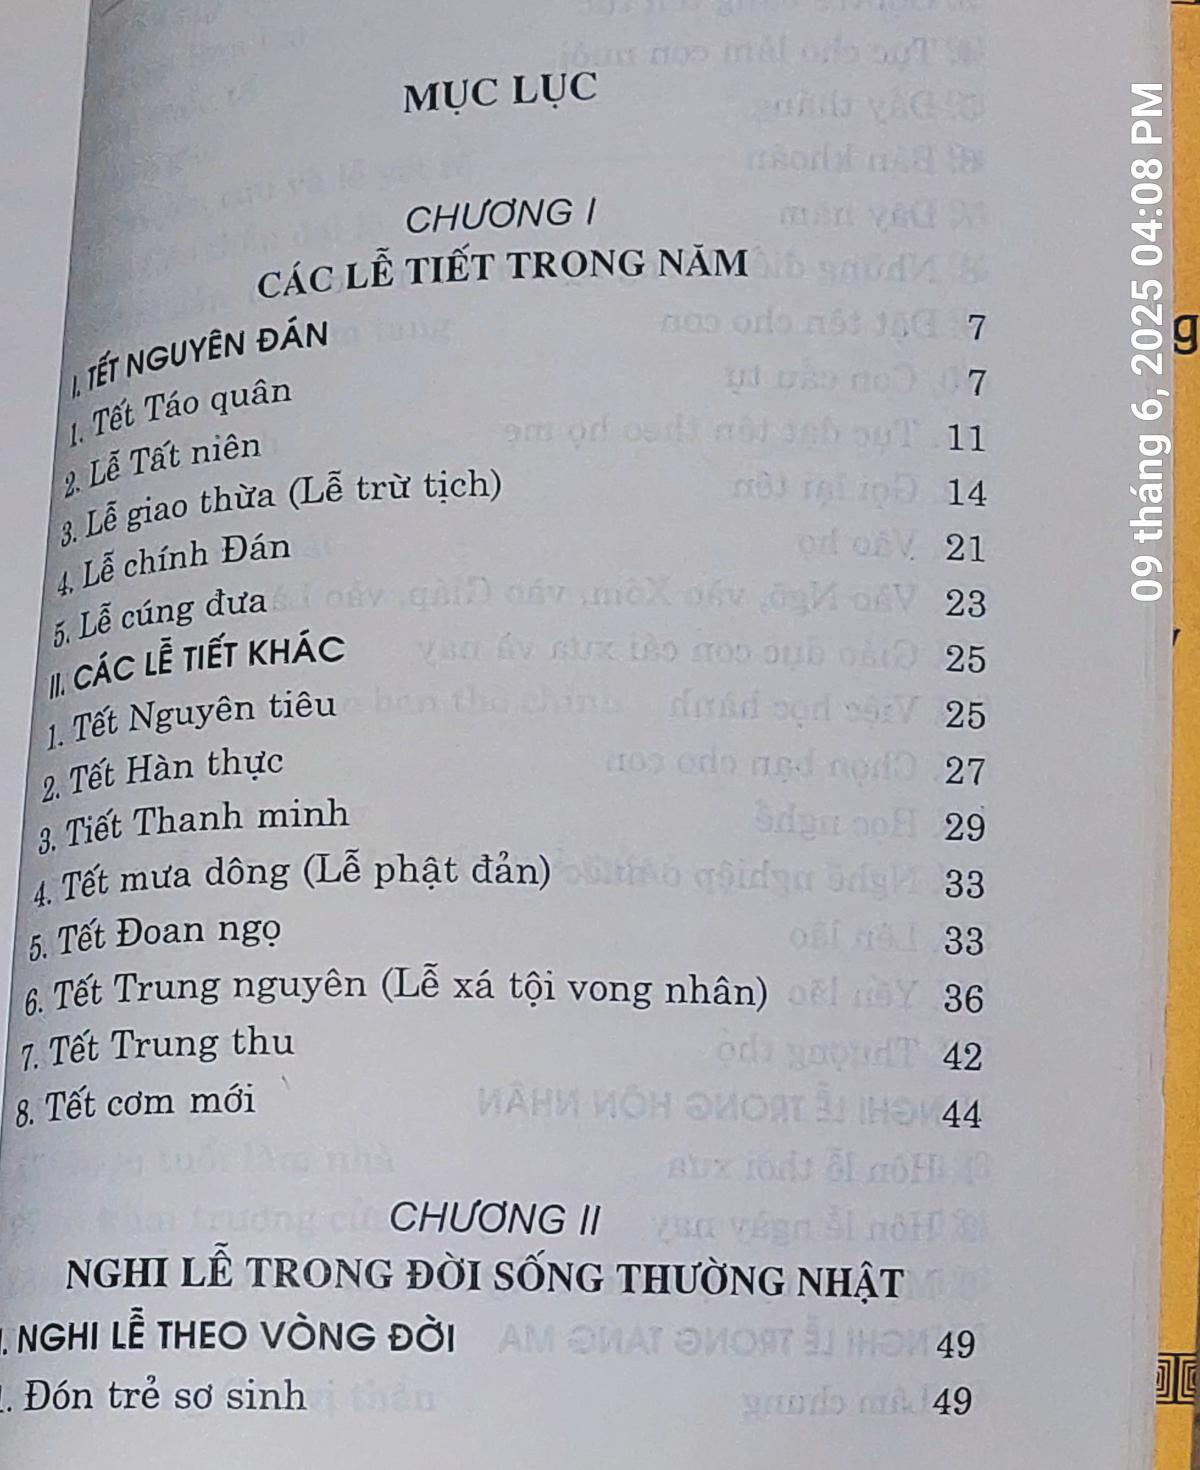 MỤC LỤC
CHƯƠNG I
CÁC LỄ TIẾT TRONG NĂM
I. TẾT NGUYÊN ĐÁN 7
1. Tết Táo quân 7
2. Lễ Tất niên 11
3. Lễ giao thừa (Lễ trừ tịch) 14
4. Lễ chính Đán 21
5. Lễ cúng đưa 23
II. CÁC LỄ TIẾT KHÁC 25
1. Tết Nguyên tiêu 25
2. Tết Hàn thực 27
3. Tiết Thanh minh 29
4. Tết mưa dông (Lễ phật đản) 33
5. Tết Đoan ngọ 33
6. Tết Trung nguyên (Lễ xá tội vong nhân) 36
7. Tết Trung thu 42
8. Tết cơm mới 44
CHƯƠNG II
NGHI LỄ TRONG ĐỜI SỐNG THƯỜNG NHẬT
I. NGHI LỄ THEO VÒNG ĐỜI 49
1. Đón trẻ sơ sinh 49
09 tháng 6, 2025 04:08 PM